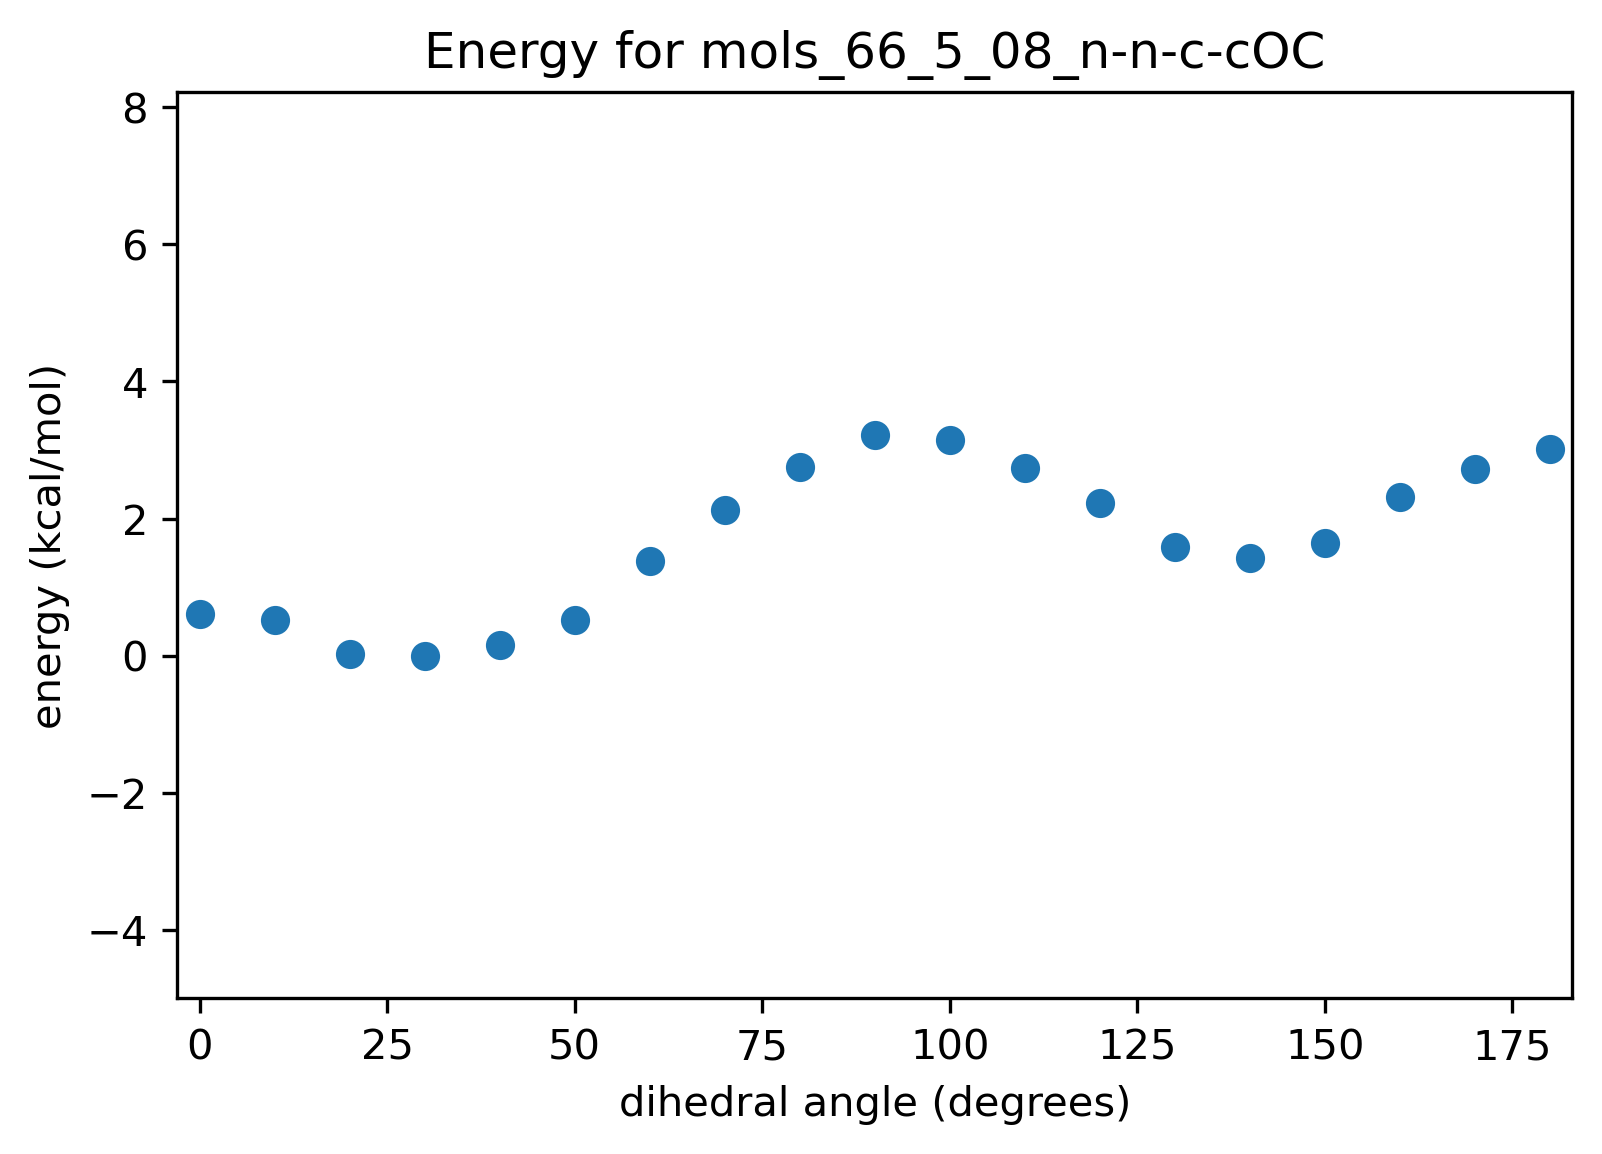 Energy for mols_66_5_08_n-n-c-cOC
8
6
4
2
0
−2
−4
energy (kcal/mol)
0 25 50 75 100 125 150 175
dihedral angle (degrees)